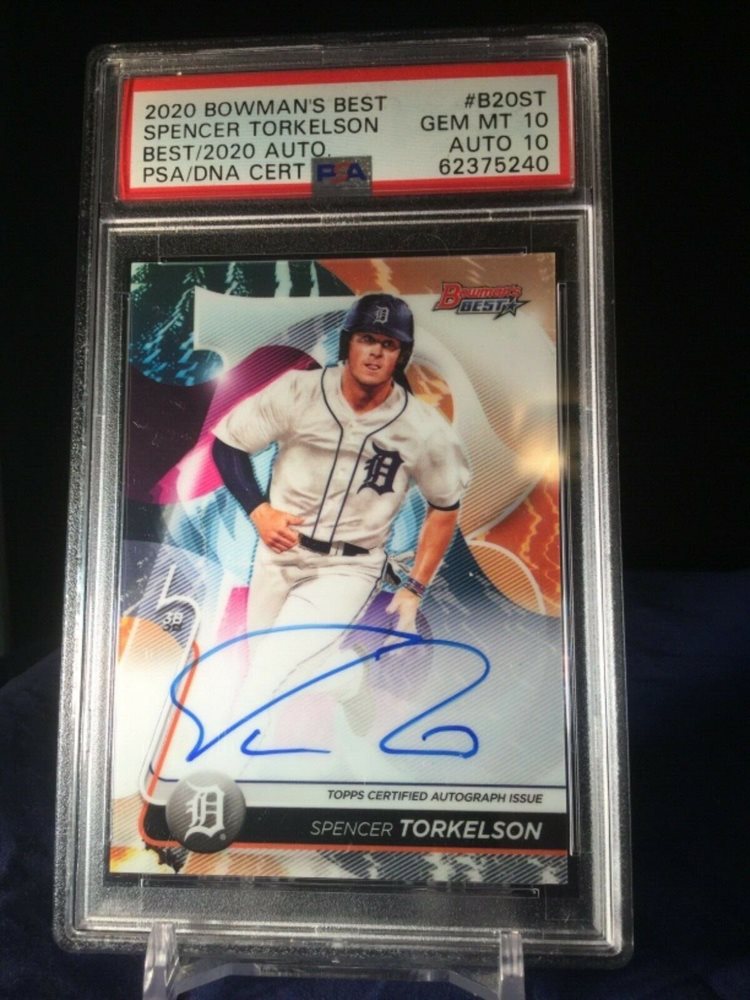 2020 BOWMAN'S BEST #B20ST
SPENCER TORKELSON GEM MT 10
BEST/2020 AUTO. AUTO 10
PSA/DNA CERT PSA 62375240
Bowman's
BEST
D
D
3B
TOPPS CERTIFIED AUTOGRAPH ISSUE
D
SPENCER TORKELSON